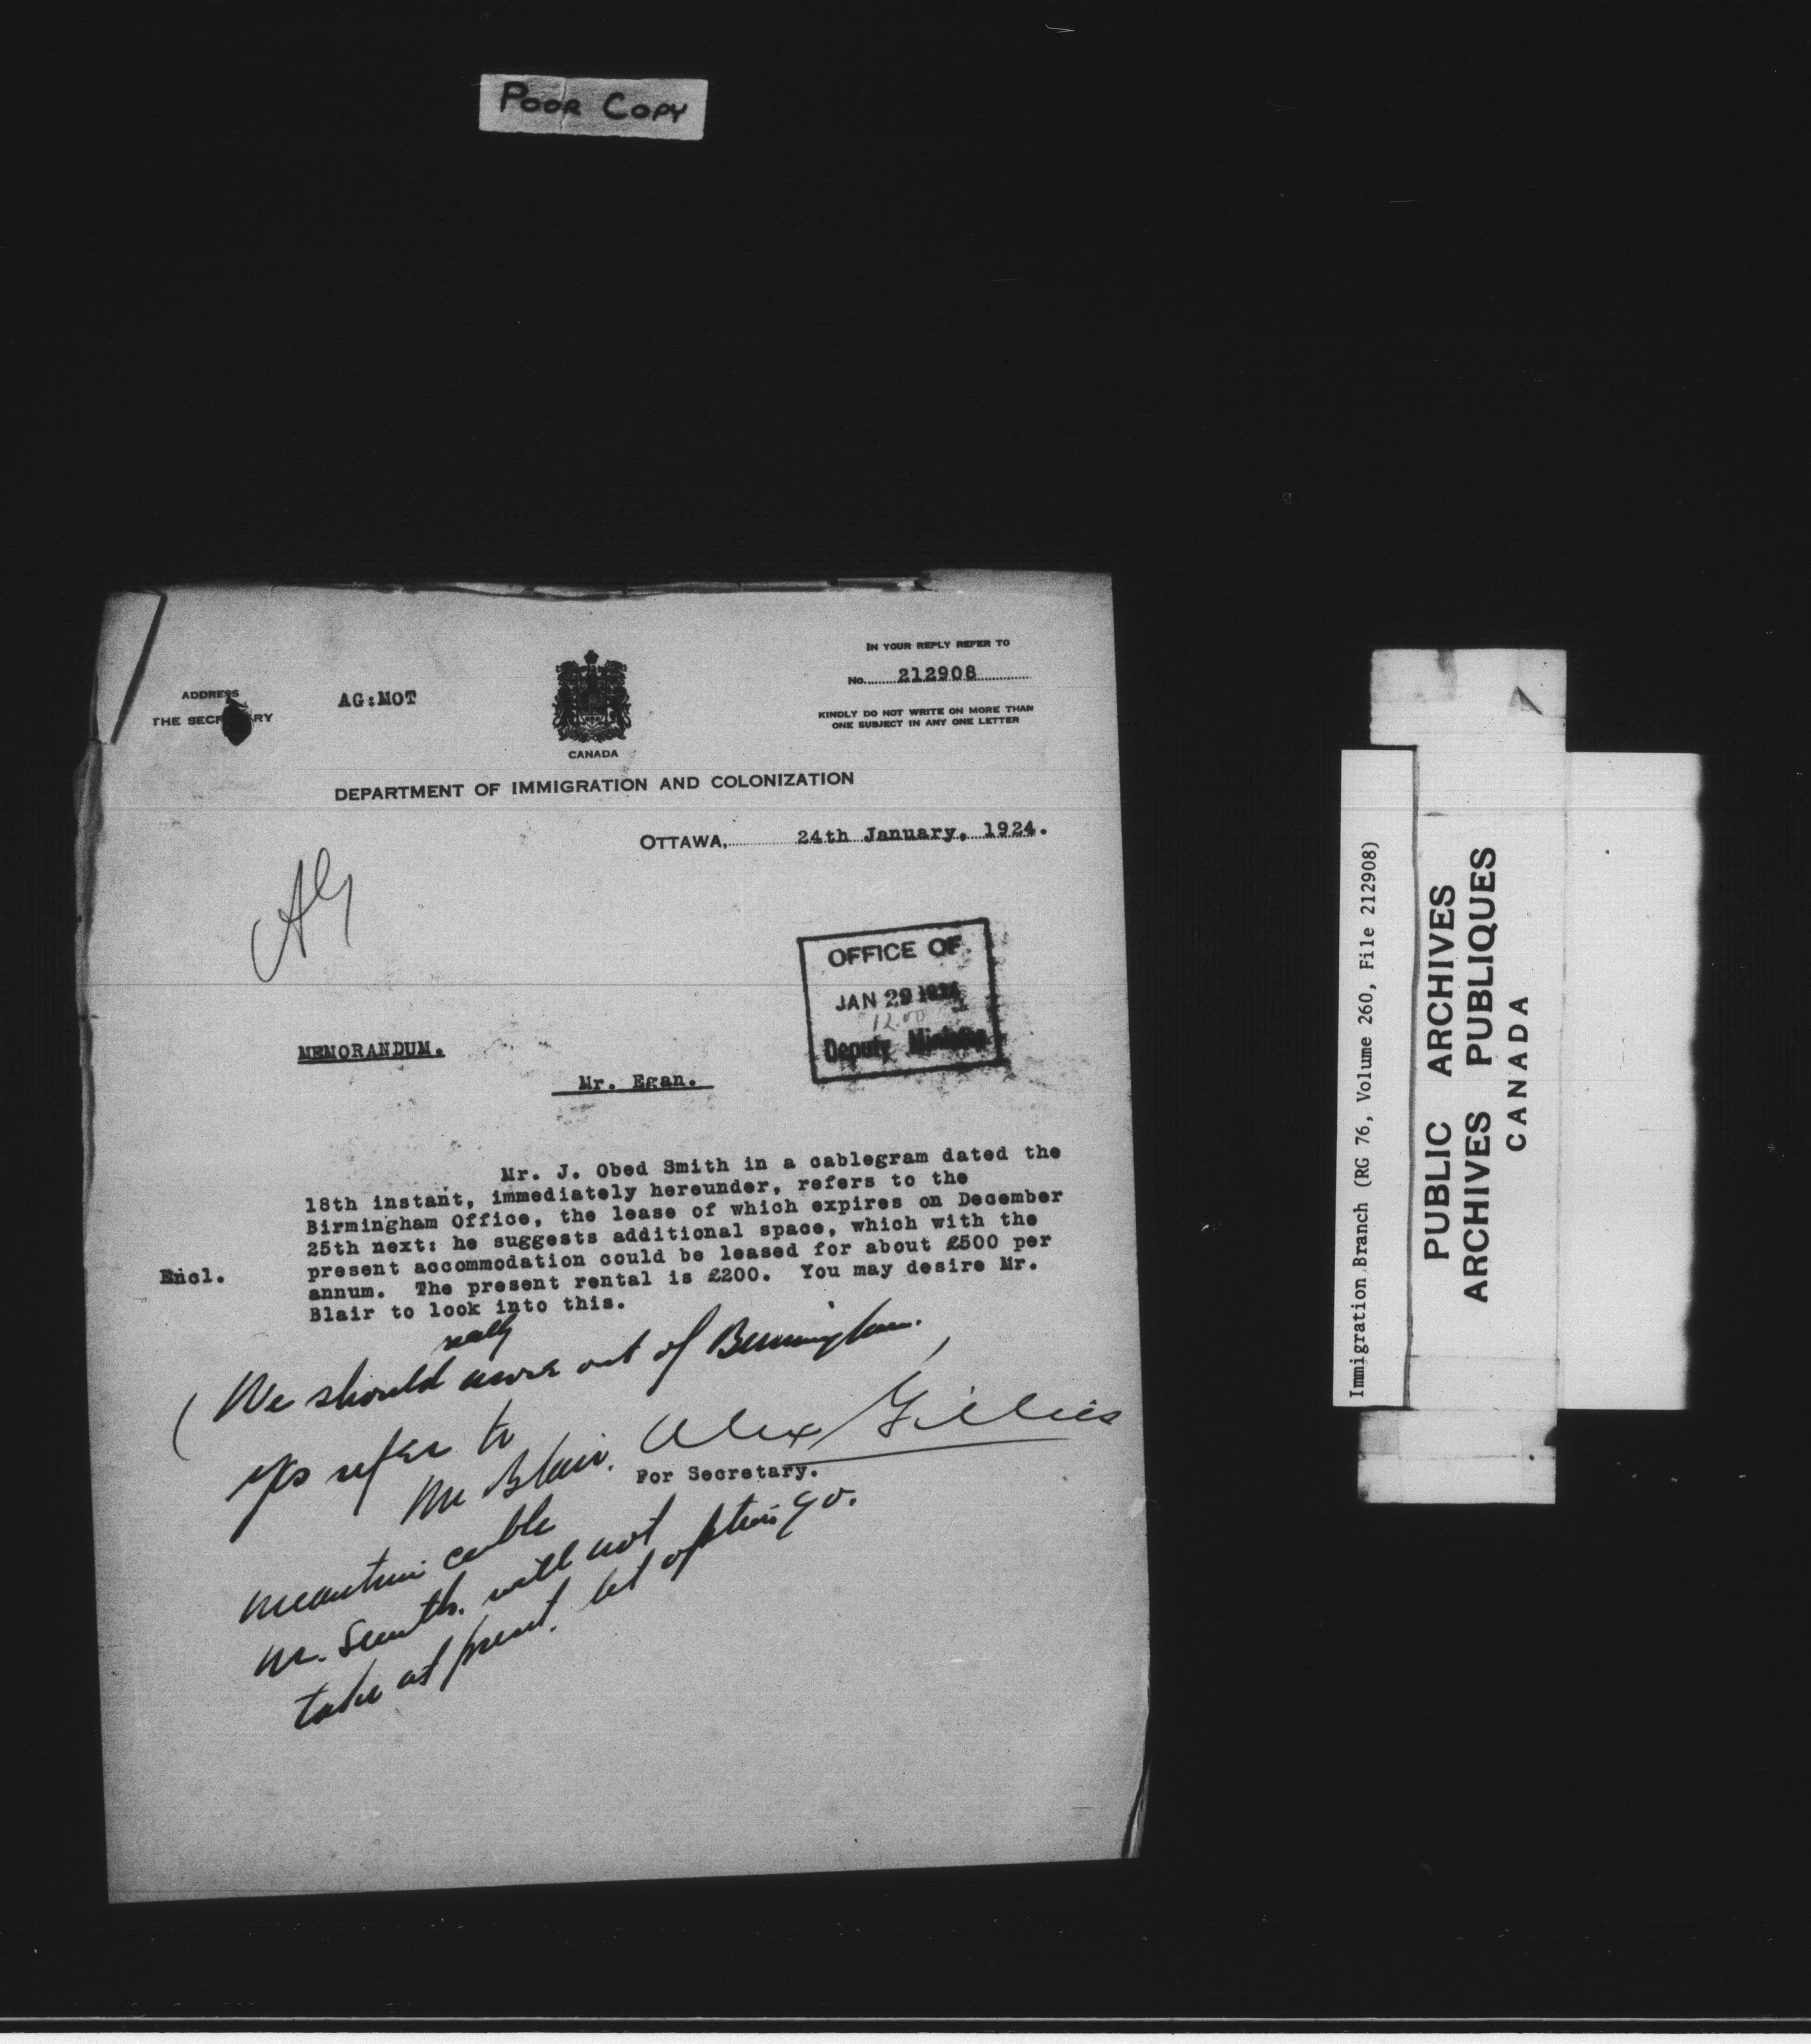 POOR COPY
IN YOUR REPLY REFER TO
No. 212908
KINDLY DO NOT WRITE ON MORE THAN
ONE SUBJECT IN ANY ONE LETTER
ADDRESS
THE SECRETARY
AG:MOT
CANADA
DEPARTMENT OF IMMIGRATION AND COLONIZATION
OTTAWA, 24th January, 1924.
AG
OFFICE OF
JAN 29 1924
12.00
Deputy Minister
MEMORANDUM.
Mr. Egan.
Mr. J. Obed Smith in a cablegram dated the
18th instant, immediately hereunder, refers to the
Birmingham Office, the lease of which expires on December
25th next: he suggests additional space, which with the
present accommodation could be leased for about £500 per
annum. The present rental is £200. You may desire Mr.
Blair to look into this.
Encl.
really
(We should move out of Birmingham.)
Yes refer to
Mr Blair.
Alex Gillies
For Secretary.
meantime cable
Mr. Smith. will not
take at present. let option go.
Immigration Branch (RG 76, Volume 260, File 212908)
PUBLIC ARCHIVES
ARCHIVES PUBLIQUES
CANADA